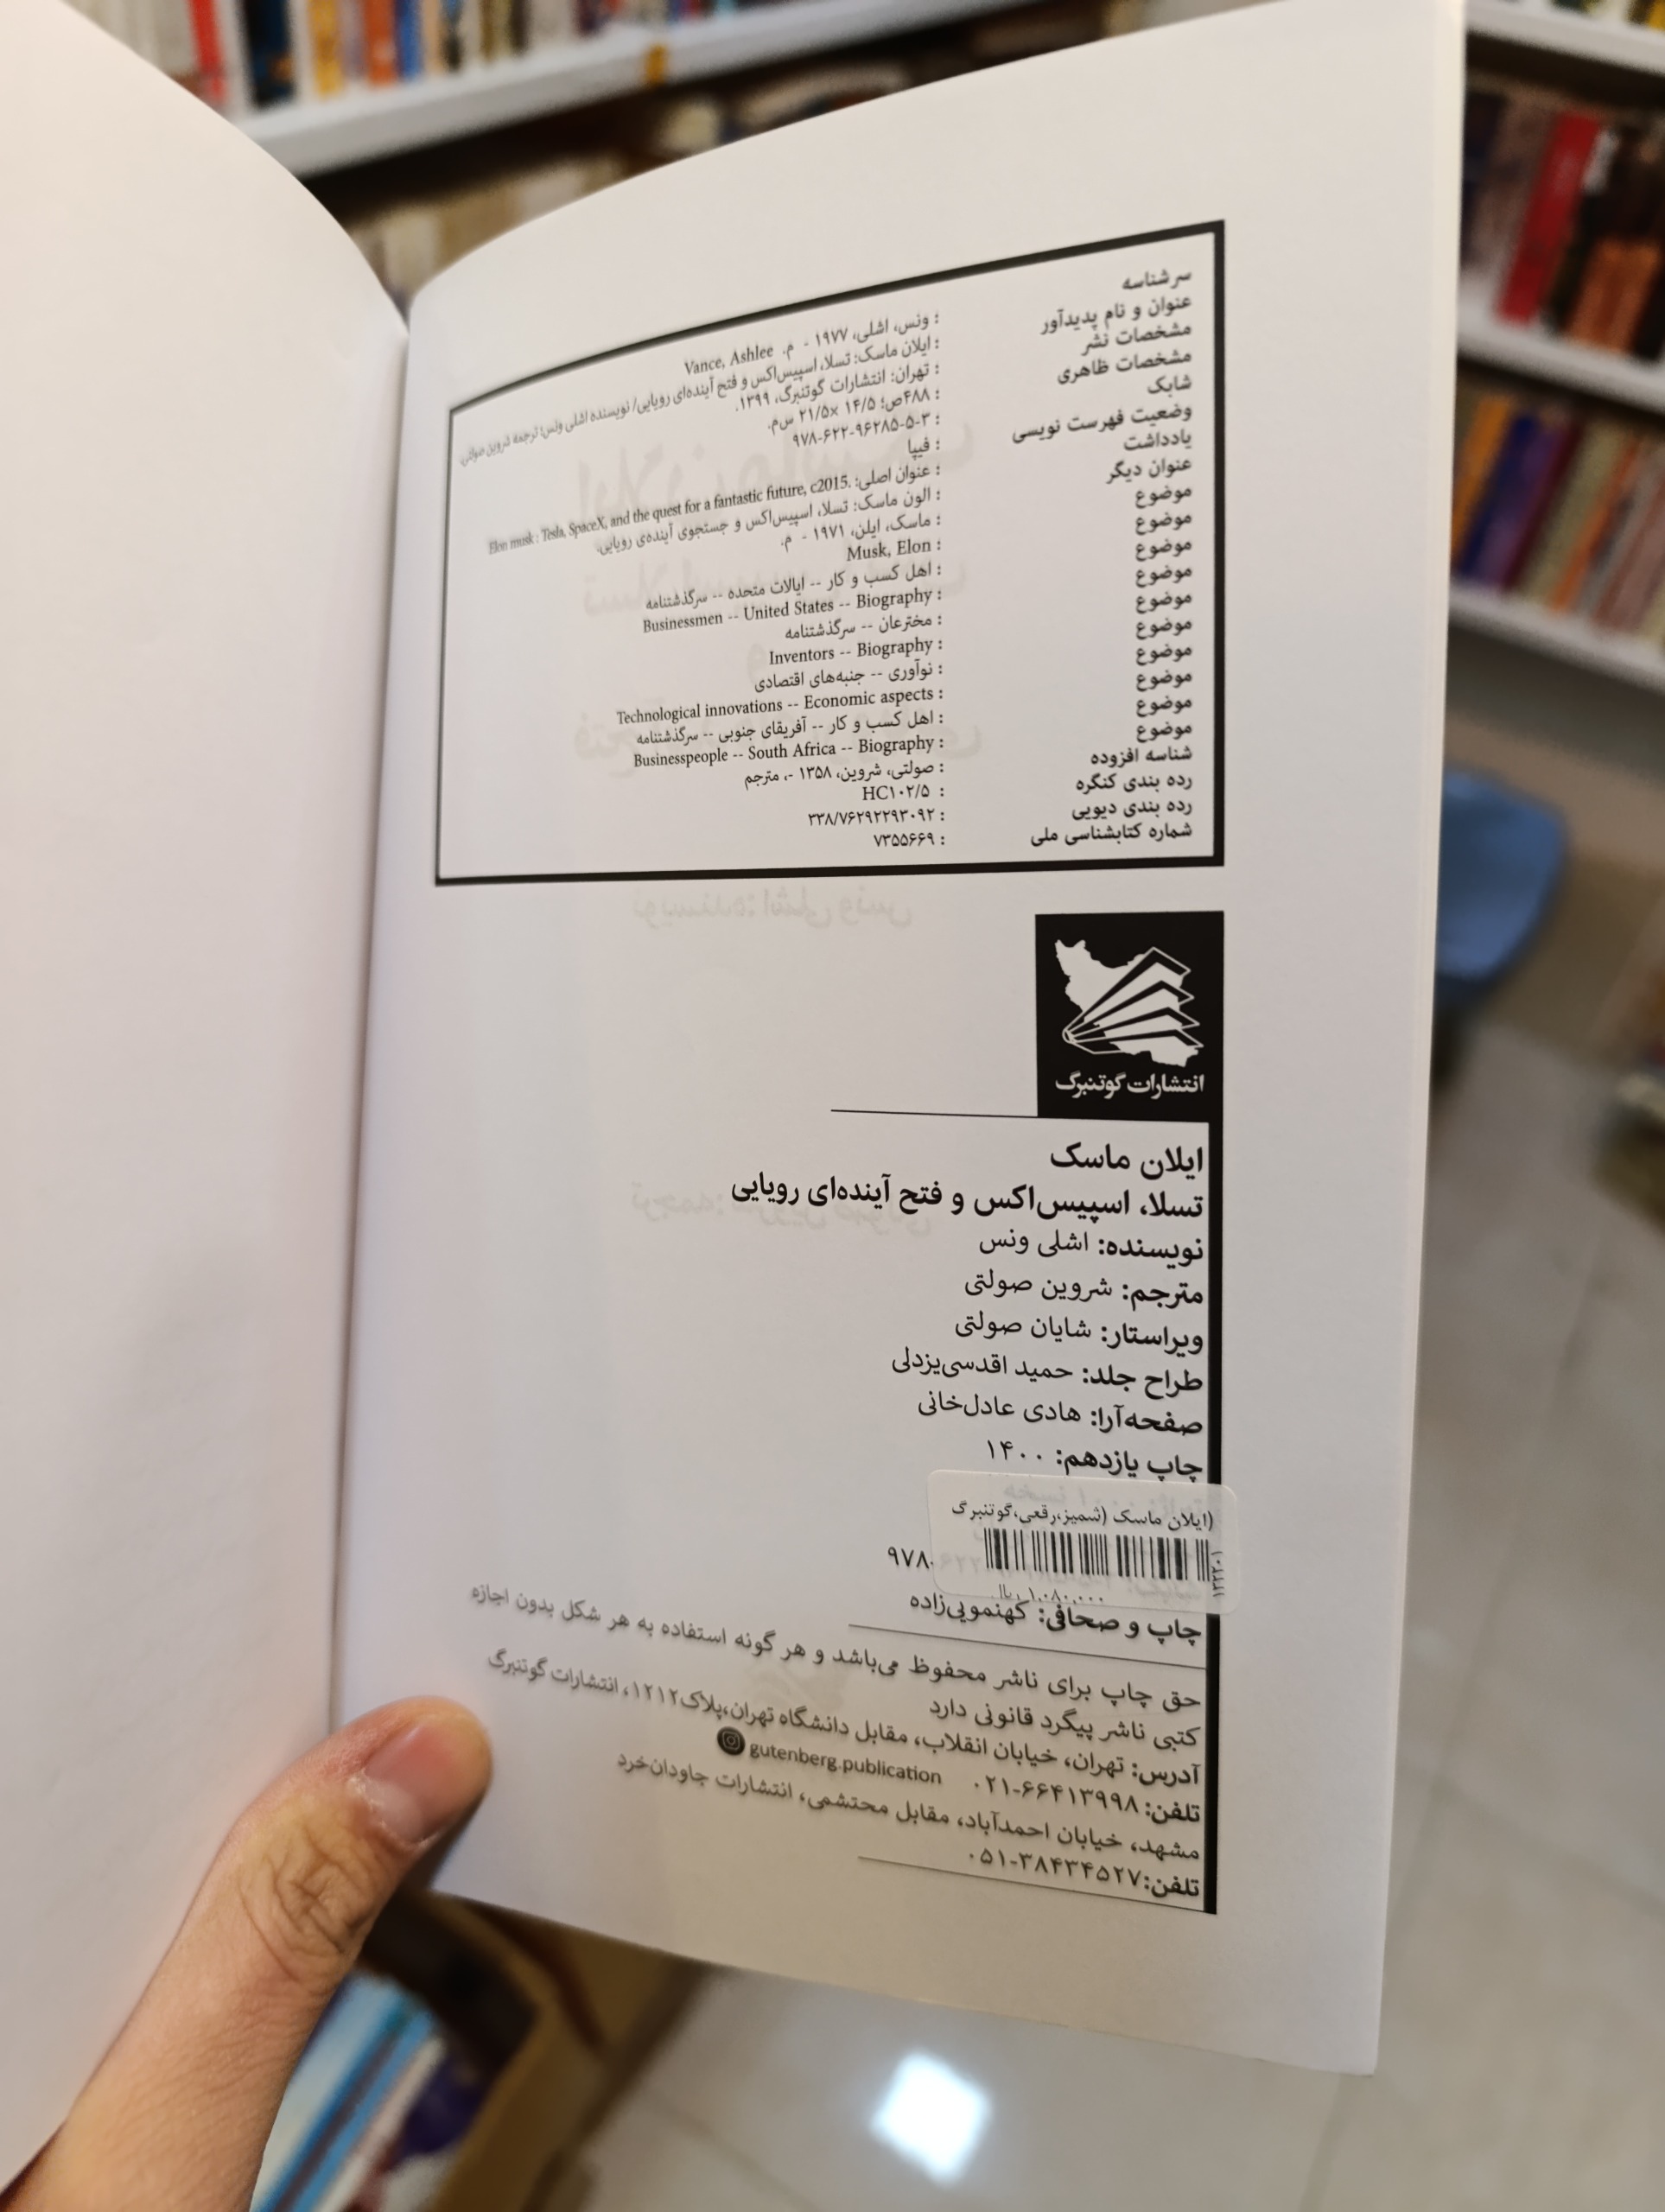 سرشناسه : ونس، اشلی، ۱۹۷۷ - م. Vance, Ashlee
عنوان و نام پدیدآور : ایلان ماسک: تسلا، اسپیس‌اکس و فتح آینده‌ای رویایی/ نویسنده اشلی ونس؛ ترجمه شروین صولتی.
مشخصات نشر : تهران: انتشارات گوتنبرگ، ۱۳۹۹.
مشخصات ظاهری : ۴۸۸ص؛ ۱۴/۵ ×۲۱/۵ س‌م.
شابک : ۹۷۸-۶۲۲-۹۶۲۸۵-۵-۳
وضعیت فهرست نویسی : فیپا
یادداشت : عنوان اصلی: Elon musk : Tesla, SpaceX, and the quest for a fantastic future, c2015.
عنوان دیگر : الون ماسک: تسلا، اسپیس‌اکس و جستجوی آینده‌ی رویایی.
موضوع : ماسک، ایلن، ۱۹۷۱ - م.
موضوع : Musk, Elon
موضوع : اهل کسب و کار -- ایالات متحده -- سرگذشتنامه
موضوع : Businessmen -- United States -- Biography
موضوع : مخترعان -- سرگذشتنامه
موضوع : Inventors -- Biography
موضوع : نوآوری -- جنبه‌های اقتصادی
موضوع : Technological innovations -- Economic aspects
موضوع : اهل کسب و کار -- آفریقای جنوبی -- سرگذشتنامه
موضوع : Businesspeople -- South Africa -- Biography
شناسه افزوده : صولتی، شروین، ۱۳۵۸ -، مترجم
رده بندی کنگره : HC۱۰۲/۵
رده بندی دیویی : ۳۳۸/۷۶۲۹۲۲۹۳۰۹۲
شماره کتابشناسی ملی : ۷۳۵۵۶۶۹
انتشارات گوتنبرگ
ایلان ماسک
تسلا، اسپیس‌اکس و فتح آینده‌ای رویایی
نویسنده: اشلی ونس
مترجم: شروین صولتی
ویراستار: شایان صولتی
طراح جلد: حمید اقدسی‌یزدلی
صفحه‌آرا: هادی عادل‌خانی
چاپ یازدهم: ۱۴۰۰
(ایلان ماسک (شمیز،رقعی،گوتنبرگ
۹۷۸
۱,۰۸۰,۰۰۰ ریال
چاپ و صحافی: کهنمویی‌زاده
حق چاپ برای ناشر محفوظ می‌باشد و هر گونه استفاده به هر شکل بدون اجازه
کتبی ناشر پیگرد قانونی دارد
آدرس: تهران، خیابان انقلاب، مقابل دانشگاه تهران،پلاک۱۲۱۲، انتشارات گوتنبرگ
تلفن: ۰۲۱-۶۶۴۱۳۹۹۸ gutenberg.publication
مشهد، خیابان احمدآباد، مقابل محتشمی، انتشارات جاودان‌خرد
تلفن:۰۵۱-۳۸۴۳۴۵۲۷